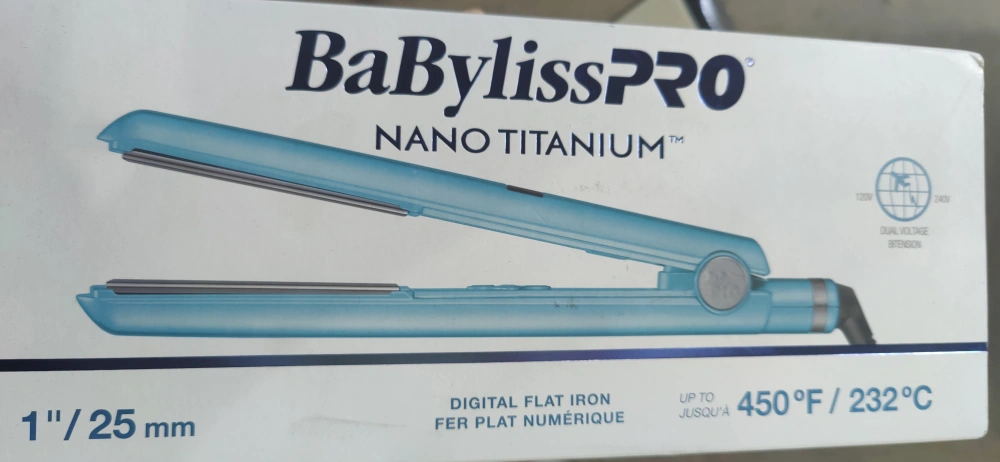 BaBylissPRO®
NANO TITANIUM™
120V 240V
DUAL VOLTAGE
BITENSION
1"/25 mm
DIGITAL FLAT IRON
FER PLAT NUMÉRIQUE
UP TO
JUSQU'À
450°F / 232°C